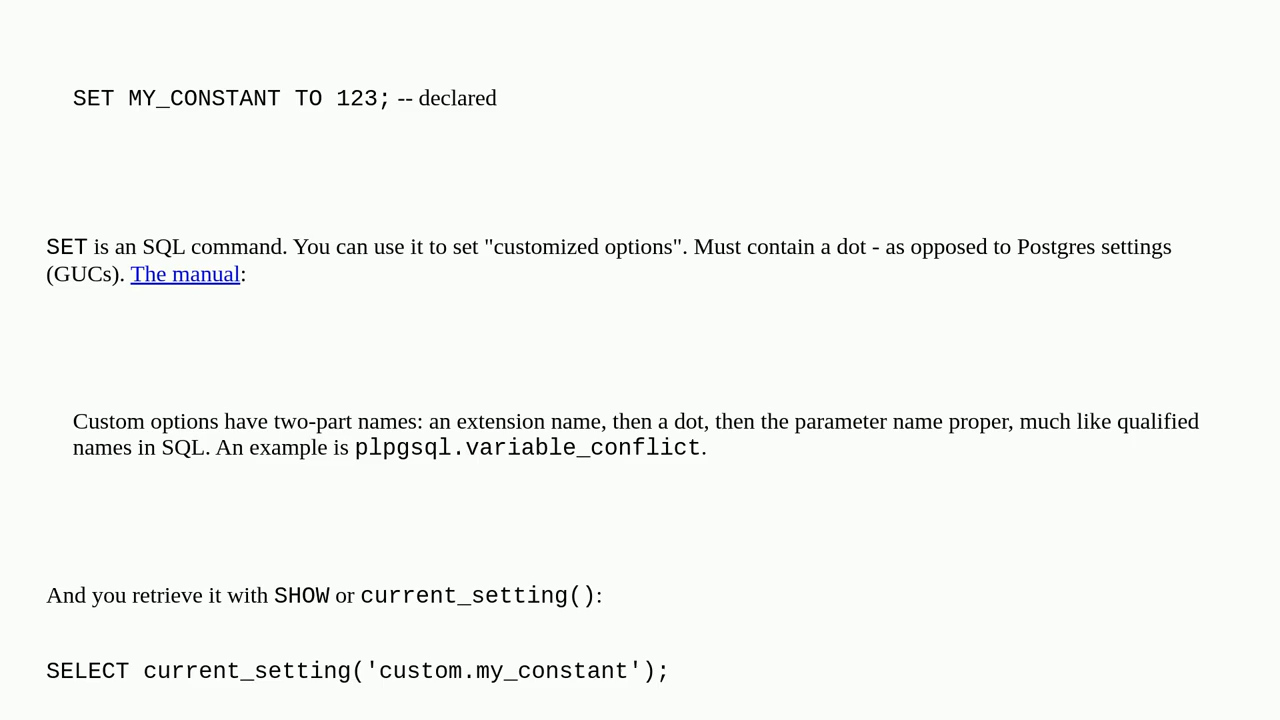 SET MY_CONSTANT TO 123; -- declared
SET is an SQL command. You can use it to set "customized options". Must contain a dot - as opposed to Postgres settings
(GUCs). The manual:
Custom options have two-part names: an extension name, then a dot, then the parameter name proper, much like qualified
names in SQL. An example is plpgsql.variable_conflict.
And you retrieve it with SHOW or current_setting():
SELECT current_setting('custom.my_constant');